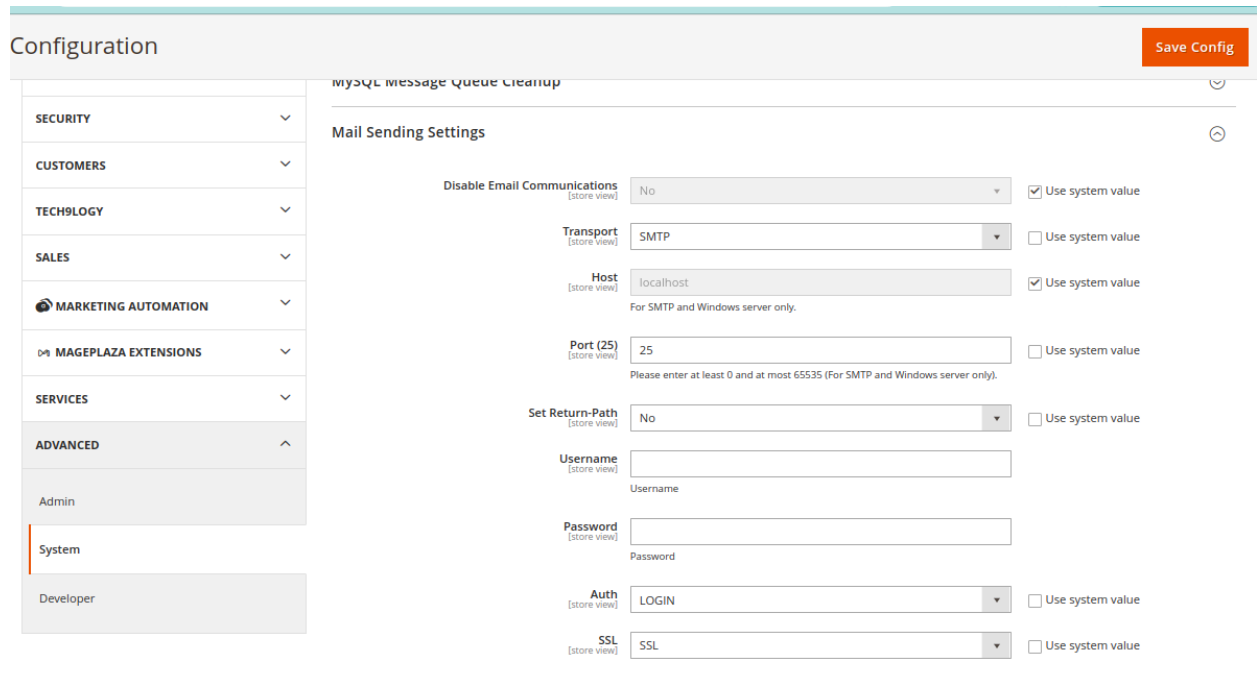 Configuration
Save Config
MySQL Message Queue Cleanup
SECURITY
CUSTOMERS
TECH9LOGY
SALES
MARKETING AUTOMATION
MAGEPLAZA EXTENSIONS
SERVICES
ADVANCED
Admin
System
Developer
Mail Sending Settings
Disable Email Communications No Use system value
[store view]
Transport SMTP Use system value
[store view]
Host localhost Use system value
[store view]
For SMTP and Windows server only.
Port (25) 25 Use system value
[store view]
Please enter at least 0 and at most 65535 (For SMTP and Windows server only).
Set Return-Path No Use system value
[store view]
Username
[store view]
Username
Password
[store view]
Password
Auth LOGIN Use system value
[store view]
SSL SSL Use system value
[store view]